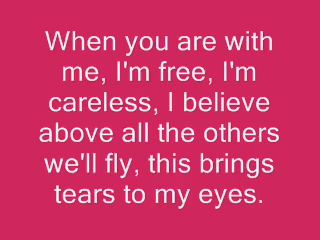 When you are with
me, I'm free, I'm
careless, I believe
above all the others
we'll fly, this brings
tears to my eyes.